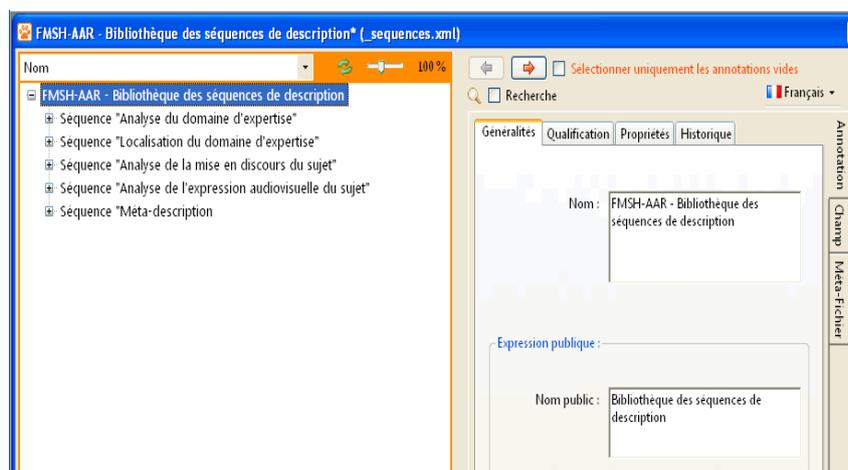 FMSH-AAR - Bibliothèque des séquences de description* (_sequences.xml)
Nom
100 %
FMSH-AAR - Bibliothèque des séquences de description
Séquence "Analyse du domaine d'expertise"
Séquence "Localisation du domaine d'expertise"
Séquence "Analyse de la mise en discours du sujet"
Séquence "Analyse de l'expression audiovisuelle du sujet"
Séquence "Méta-description
Sélectionner uniquement les annotations vides
Recherche
Français
Généralités Qualification Propriétés Historique
Nom : FMSH-AAR - Bibliothèque des
séquences de description
Expression publique :
Nom public : Bibliothèque des séquences de
description
Annotation
Champ
Méta-Fichier